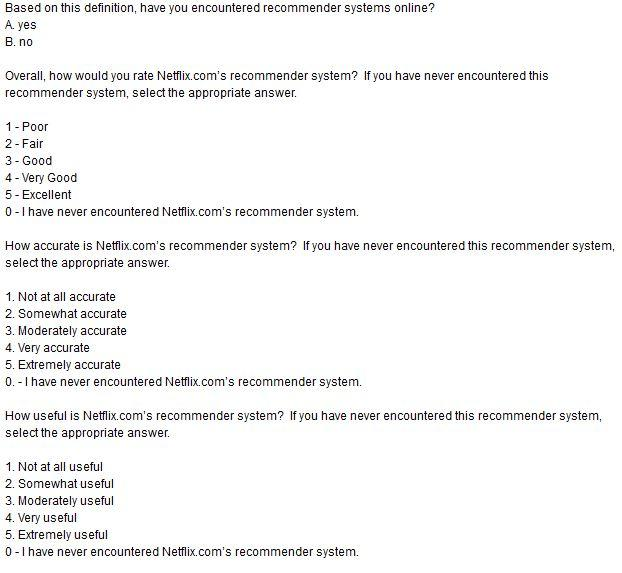 Based on this definition, have you encountered recommender systems online?
A. yes
B. no
Overall, how would you rate Netflix.com's recommender system? If you have never encountered this
recommender system, select the appropriate answer.
1 - Poor
2 - Fair
3 - Good
4 - Very Good
5 - Excellent
0 - I have never encountered Netflix.com's recommender system.
How accurate is Netflix.com's recommender system? If you have never encountered this recommender system,
select the appropriate answer.
1. Not at all accurate
2. Somewhat accurate
3. Moderately accurate
4. Very accurate
5. Extremely accurate
0. - I have never encountered Netflix.com's recommender system.
How useful is Netflix.com's recommender system? If you have never encountered this recommender system,
select the appropriate answer.
1. Not at all useful
2. Somewhat useful
3. Moderately useful
4. Very useful
5. Extremely useful
0 - I have never encountered Netflix.com's recommender system.